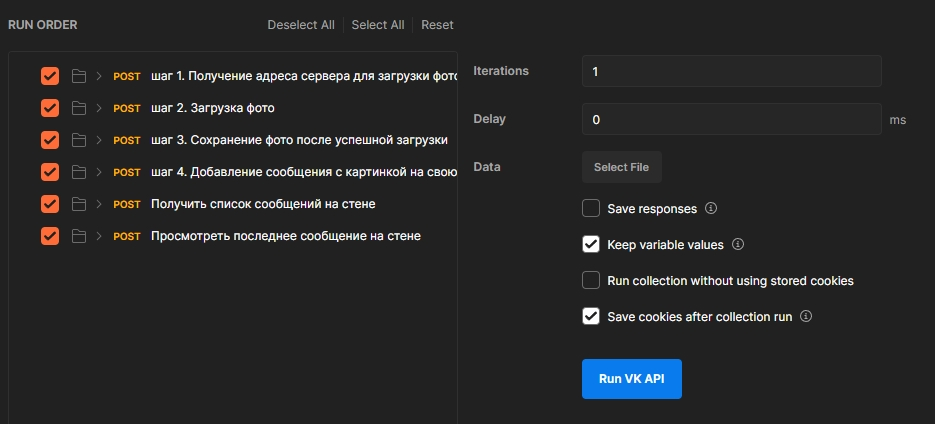 RUN ORDER
Deselect All
Select All
Reset
POST шаг 1. Получение адреса сервера для загрузки фото
POST шаг 2. Загрузка фото
POST шаг 3. Сохранение фото после успешной загрузки
POST шаг 4. Добавление сообщения с картинкой на свою
POST Получить список сообщений на стене
POST Просмотреть последнее сообщение на стене
Iterations
1
Delay
0
ms
Data
Select File
Save responses
Keep variable values
Run collection without using stored cookies
Save cookies after collection run
Run VK API